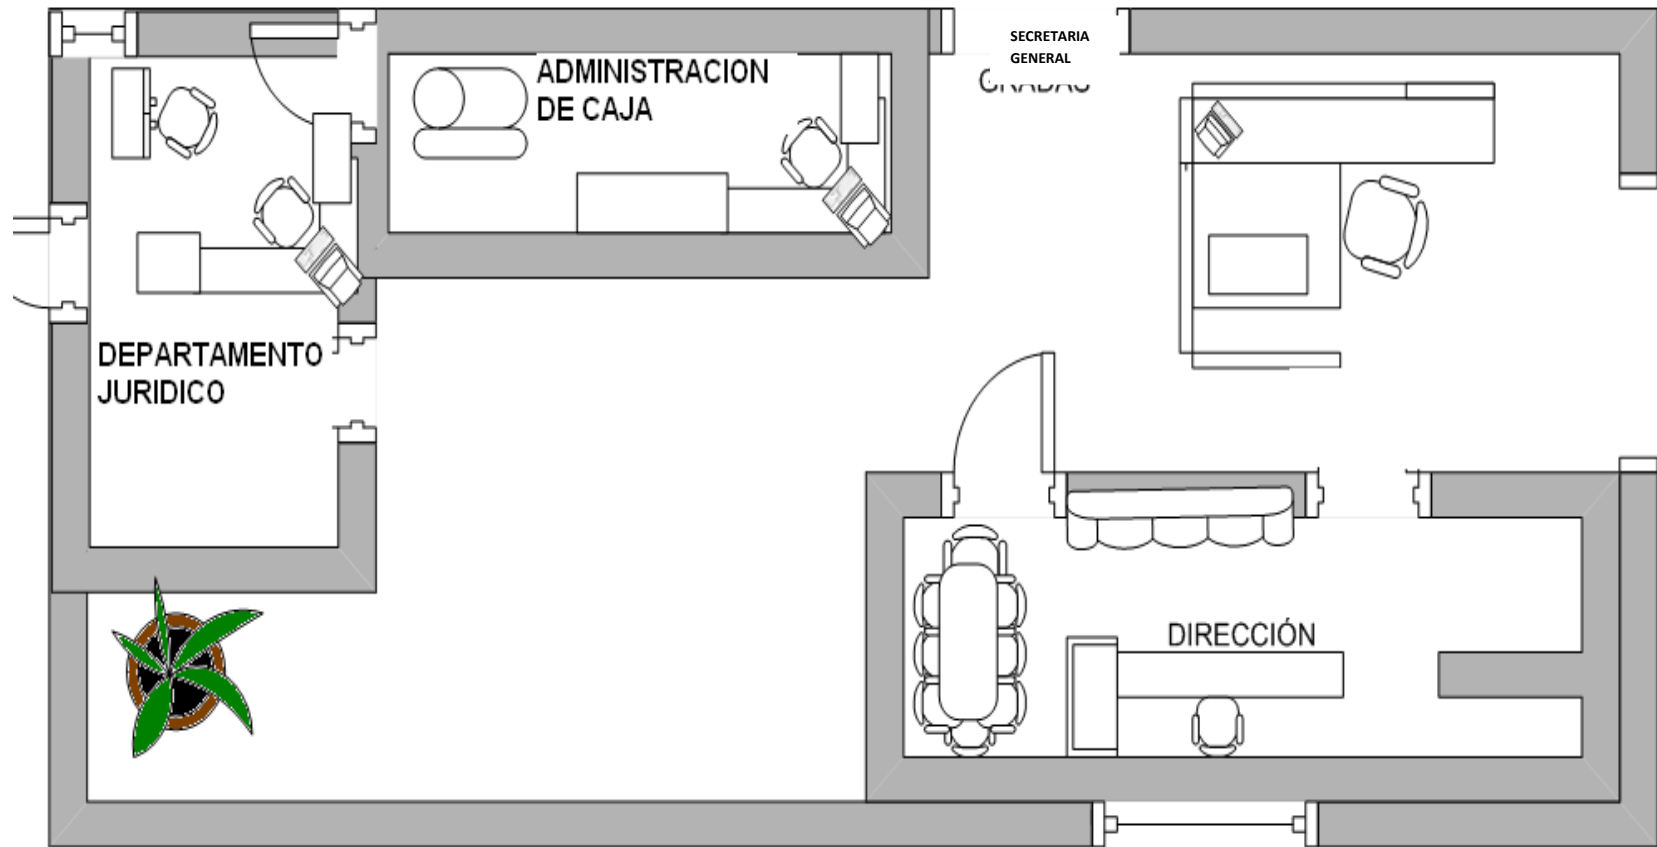 SECRETARIA
GENERAL
ADMINISTRACION
DE CAJA
DEPARTAMENTO
JURIDICO
DIRECCIÓN